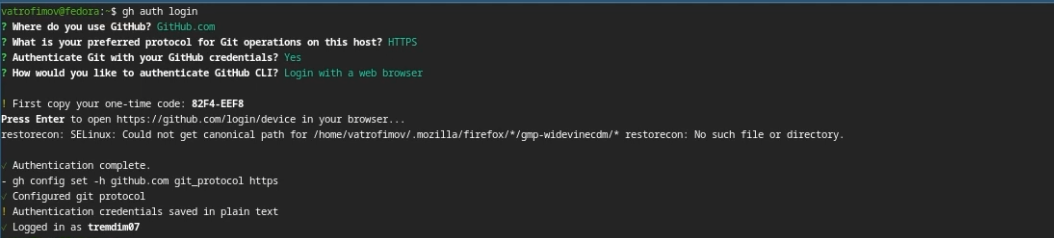 vatrofimov@fedora:~$ gh auth login
? Where do you use GitHub? GitHub.com
? What is your preferred protocol for Git operations on this host? HTTPS
? Authenticate Git with your GitHub credentials? Yes
? How would you like to authenticate GitHub CLI? Login with a web browser
! First copy your one-time code: 82F4-EEF8
Press Enter to open https://github.com/login/device in your browser...
restorecon: SELinux: Could not get canonical path for /home/vatrofimov/.mozilla/firefox/*/gmp-widevinecdm/* restorecon: No such file or directory.
✓ Authentication complete.
- gh config set -h github.com git_protocol https
✓ Configured git protocol
! Authentication credentials saved in plain text
✓ Logged in as tremdim07